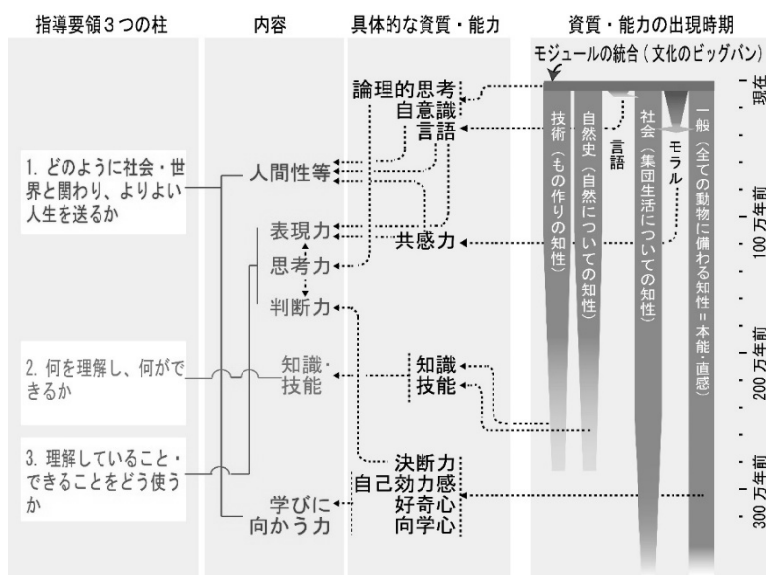 指導要領3つの柱
内容
具体的な資質・能力
資質・能力の出現時期
モジュールの統合(文化のビッグバン)
1. どのように社会・世
界と関わり、よりよい
人生を送るか
2. 何を理解し、何がで
きるか
3. 理解していること・
できることをどう使う
か
人間性等
表現力
思考力
判断力
知識・
技能
学びに
向かう力
論理的思考
自意識
言語
共感力
知識
技能
決断力
自己効力感
好奇心
向学心
技術(もの作りの知性)
自然史(自然についての知性)
言語
社会(集団生活についての知性)
モラル
一般(全ての動物に備わる知性=本能・直感)
現在
100万年前
200万年前
300万年前